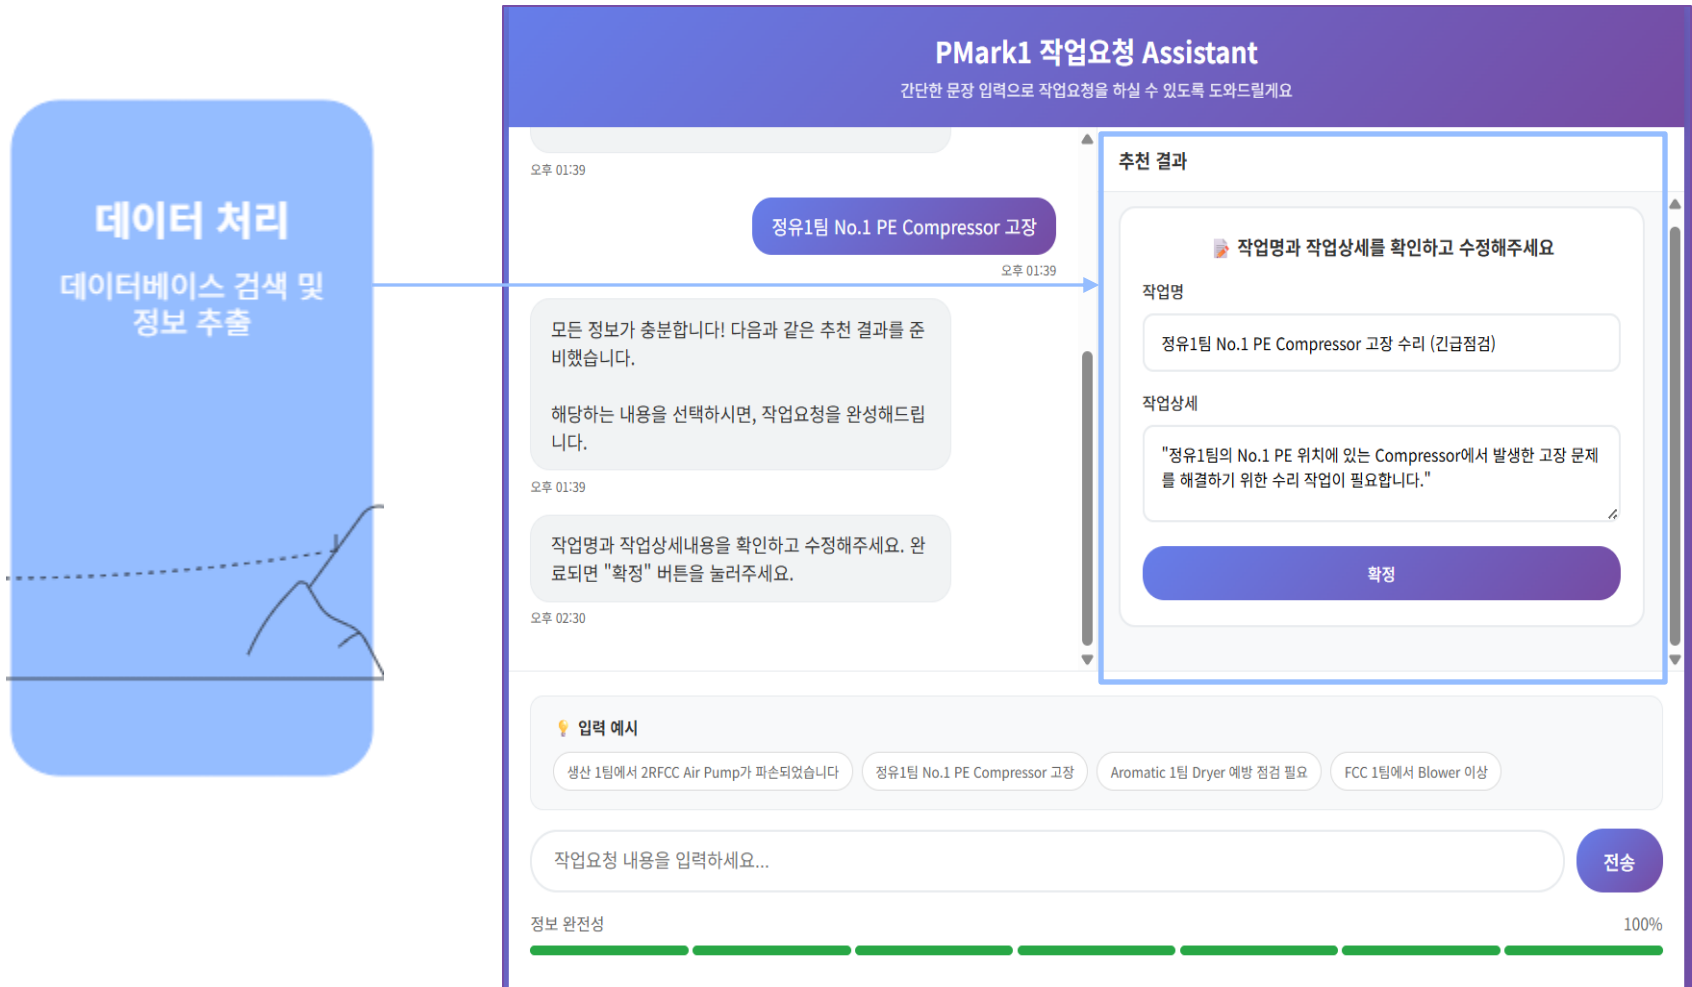 데이터 처리
데이터베이스 검색 및
정보 추출
PMark1 작업요청 Assistant
간단한 문장 입력으로 작업요청을 하실 수 있도록 도와드릴게요
오후 01:39
정유1팀 No.1 PE Compressor 고장
오후 01:39
모든 정보가 충분합니다! 다음과 같은 추천 결과를 준
비했습니다.
해당하는 내용을 선택하시면, 작업요청을 완성해드립
니다.
오후 01:39
작업명과 작업상세내용을 확인하고 수정해주세요. 완
료되면 "확정" 버튼을 눌러주세요.
오후 02:30
추천 결과
📝 작업명과 작업상세를 확인하고 수정해주세요
작업명
정유1팀 No.1 PE Compressor 고장 수리 (긴급점검)
작업상세
"정유1팀의 No.1 PE 위치에 있는 Compressor에서 발생한 고장 문제
를 해결하기 위한 수리 작업이 필요합니다."
확정
💡 입력 예시
생산 1팀에서 2RFCC Air Pump가 파손되었습니다
정유1팀 No.1 PE Compressor 고장
Aromatic 1팀 Dryer 예방 점검 필요
FCC 1팀에서 Blower 이상
작업요청 내용을 입력하세요...
전송
정보 완전성
100%